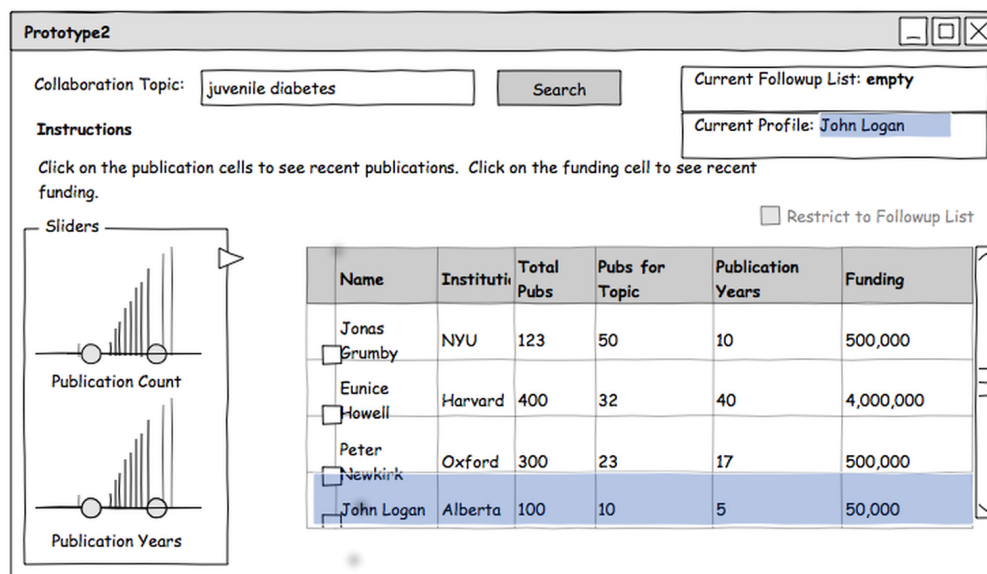 Prototype2
Collaboration Topic: juvenile diabetes Search
Current Followup List: empty
Current Profile: John Logan
Instructions
Click on the publication cells to see recent publications. Click on the funding cell to see recent
funding.
Restrict to Followup List
Sliders
Publication Count
Publication Years
Name Institutio Total Pubs Pubs for Topic Publication Years Funding
Jonas Grumby NYU 123 50 10 500,000
Eunice Howell Harvard 400 32 40 4,000,000
Peter Newkirk Oxford 300 23 17 500,000
John Logan Alberta 100 10 5 50,000